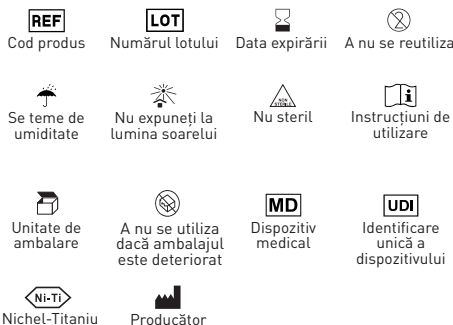 REF LOT
Cod produs Numărul lotului Data expirării A nu se reutiliza
NON STERILE
Se teme de umiditate
Nu expuneți la lumina soarelui
Nu steril
Instrucțiuni de utilizare
MD UDI
Unitate de ambalare
A nu se utiliza dacă ambalajul este deteriorat
Dispozitiv medical
Identificare unică a dispozitivului
Ni-Ti
Nichel-Titaniu Producător